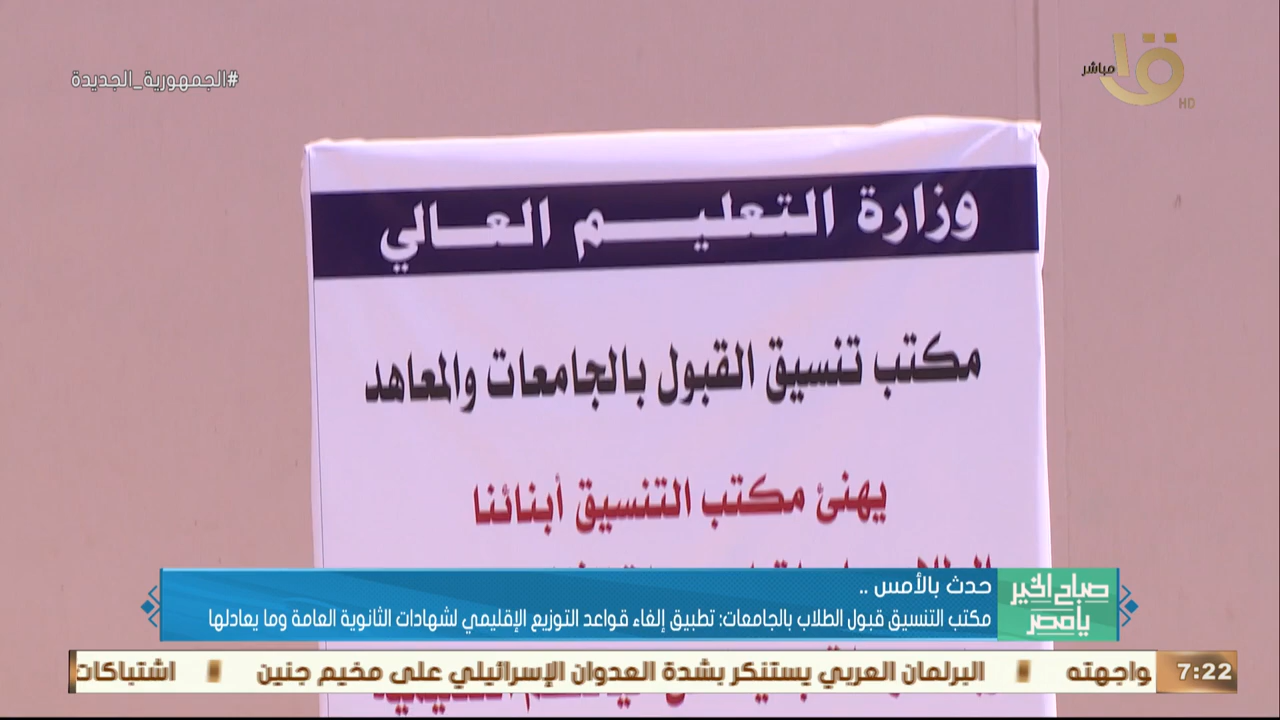 #الجمهورية_الجديدة
مباشر
HD
وزارة التعليم العالي
مكتب تنسيق القبول بالجامعات والمعاهد
يهنئ مكتب التنسيق أبنائنا
صباح الخير
يا مصر
حدث بالأمس ..
مكتب التنسيق قبول الطلاب بالجامعات: تطبيق إلغاء قواعد التوزيع الإقليمي لشهادات الثانوية العامة وما يعادلها
7:22
واجهته
البرلمان العربي يستنكر بشدة العدوان الإسرائيلي على مخيم جنين
اشتباكات